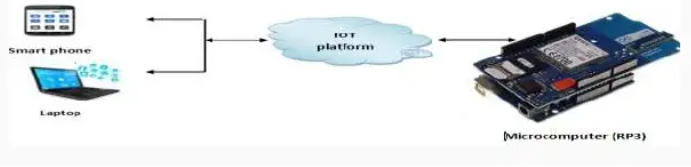 Smart phone
IOT
platform
Laptop
Microcomputer (RP3)